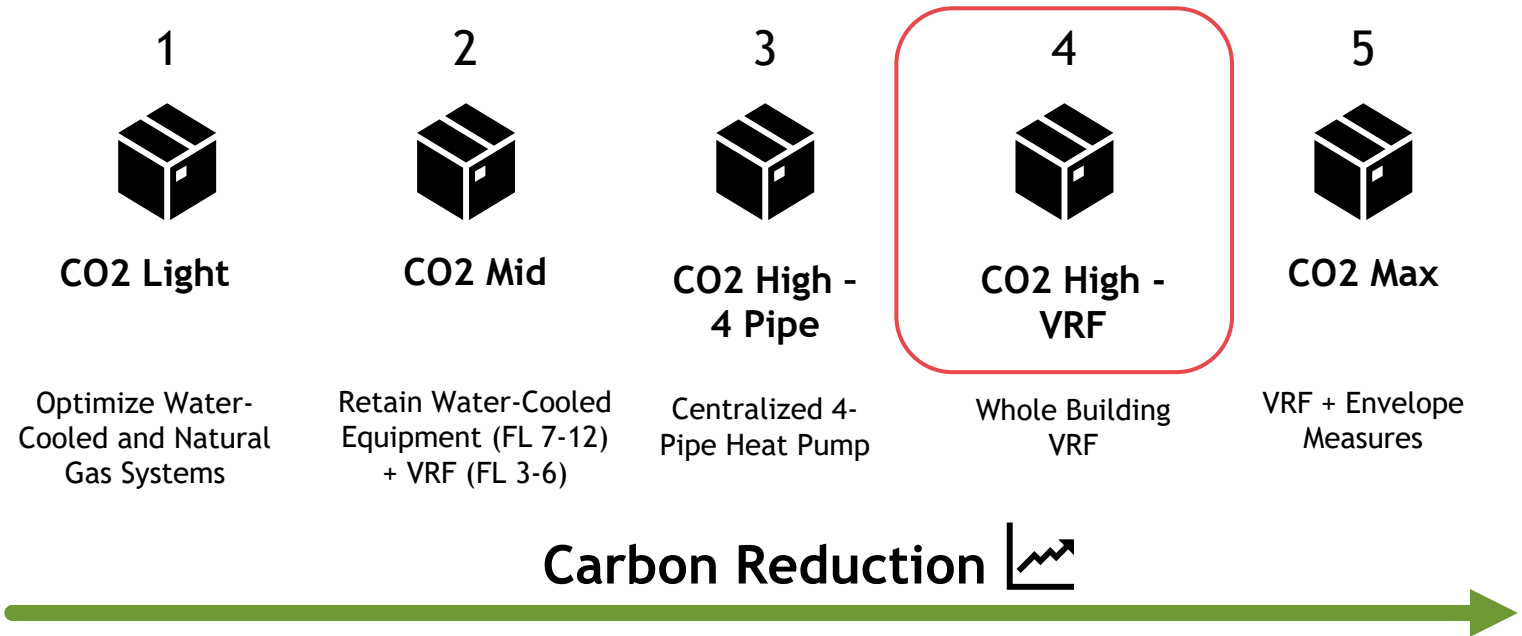 1
CO2 Light
Optimize Water-
Cooled and Natural
Gas Systems
2
CO2 Mid
Retain Water-Cooled
Equipment (FL 7-12)
+ VRF (FL 3-6)
3
CO2 High –
4 Pipe
Centralized 4-
Pipe Heat Pump
4
CO2 High -
VRF
Whole Building
VRF
5
CO2 Max
VRF + Envelope
Measures
Carbon Reduction